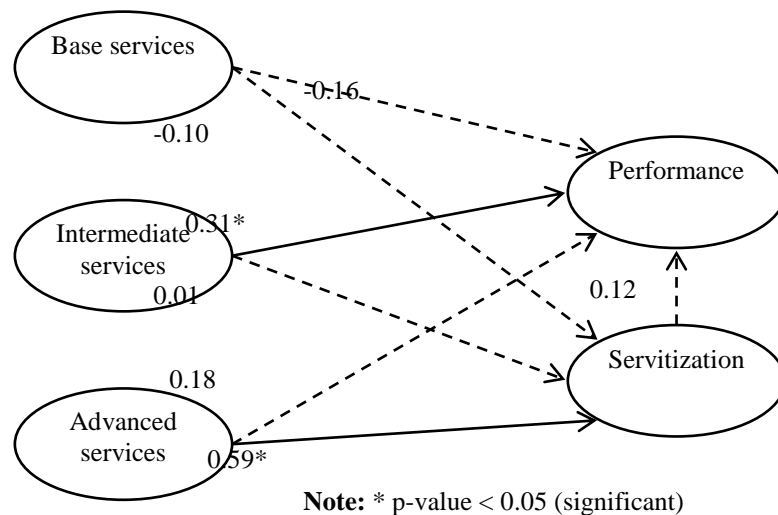 Base services
-0.16
-0.10
Performance
0.31*
Intermediate
services
0.01
0.12
Servitization
0.18
Advanced
services
0.59*
Note: * p-value < 0.05 (significant)